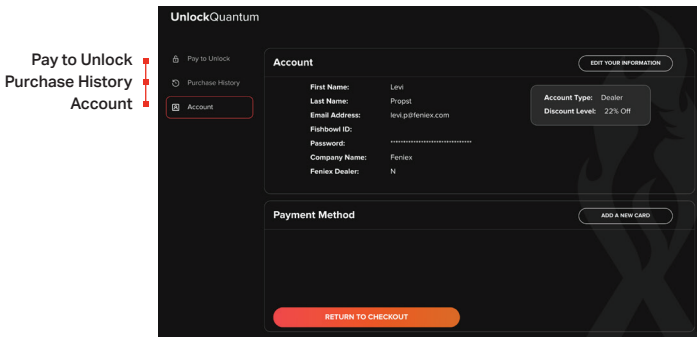 UnlockQuantum
Pay to Unlock
Purchase History
Account
Pay to Unlock
Purchase History
Account
Account
EDIT YOUR INFORMATION
First Name: Levi
Last Name: Propst
Email Address: levi.p@feniex.com
Fishbowl ID:
Password: ********************************
Company Name: Feniex
Feniex Dealer: N
Account Type: Dealer
Discount Level: 22% Off
Payment Method
ADD A NEW CARD
RETURN TO CHECKOUT